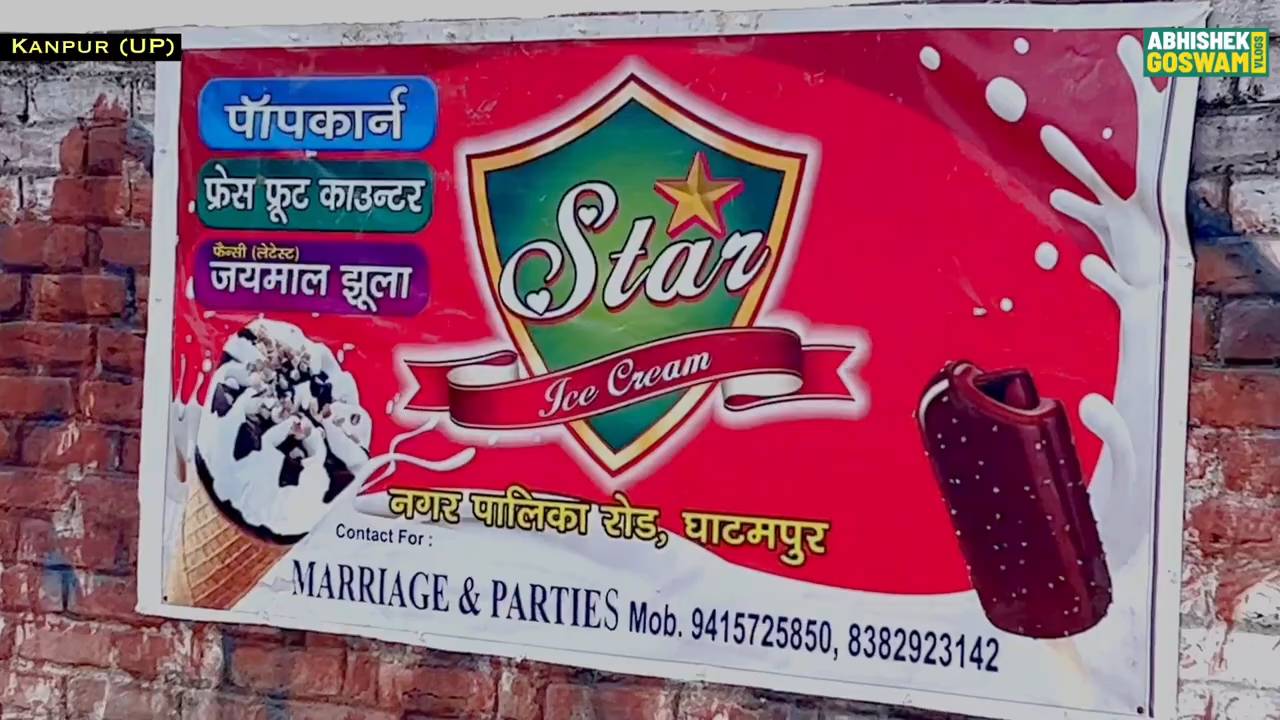 KANPUR (UP)
ABHISHEK
GOSWAMI
VLOGS
पॉपकार्न
फ्रेस फ्रूट काउन्टर
फैन्सी (लेटेस्ट)
जयमाल झूला
Star
Ice Cream
नगर पालिका रोड, घाटमपुर
Contact For :
MARRIAGE & PARTIES Mob. 9415725850, 8382923142